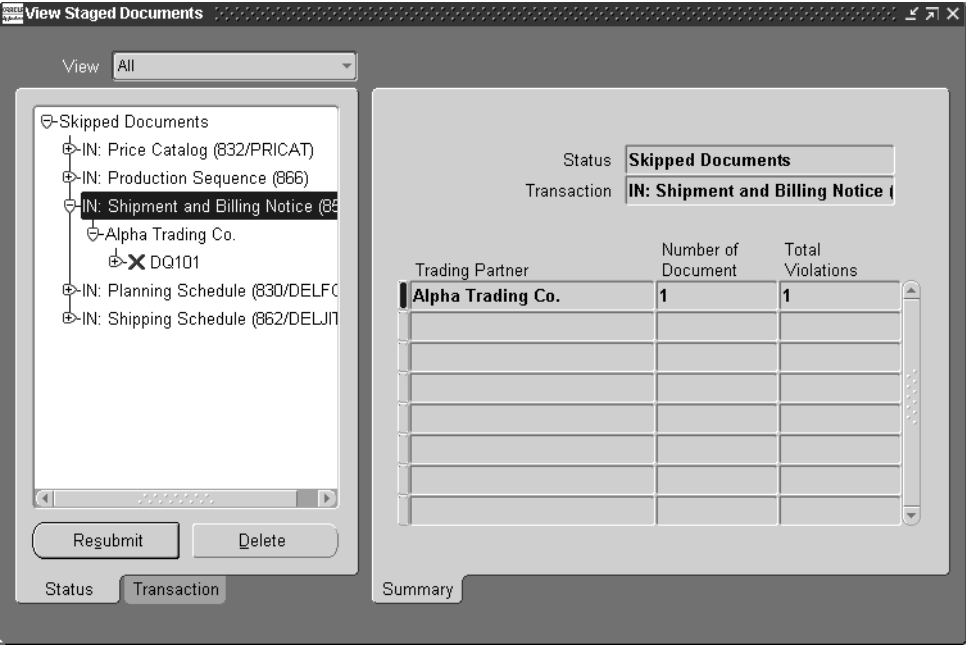 View Staged Documents
View All
Skipped Documents
IN: Price Catalog (832/PRICAT)
IN: Production Sequence (866)
IN: Shipment and Billing Notice (85
Alpha Trading Co.
DQ101
IN: Planning Schedule (830/DELFO
IN: Shipping Schedule (862/DELJIT
Resubmit Delete
Status Transaction
Status Skipped Documents
Transaction IN: Shipment and Billing Notice (
Number of Total
Trading Partner Document Violations
Alpha Trading Co. 1 1
Summary